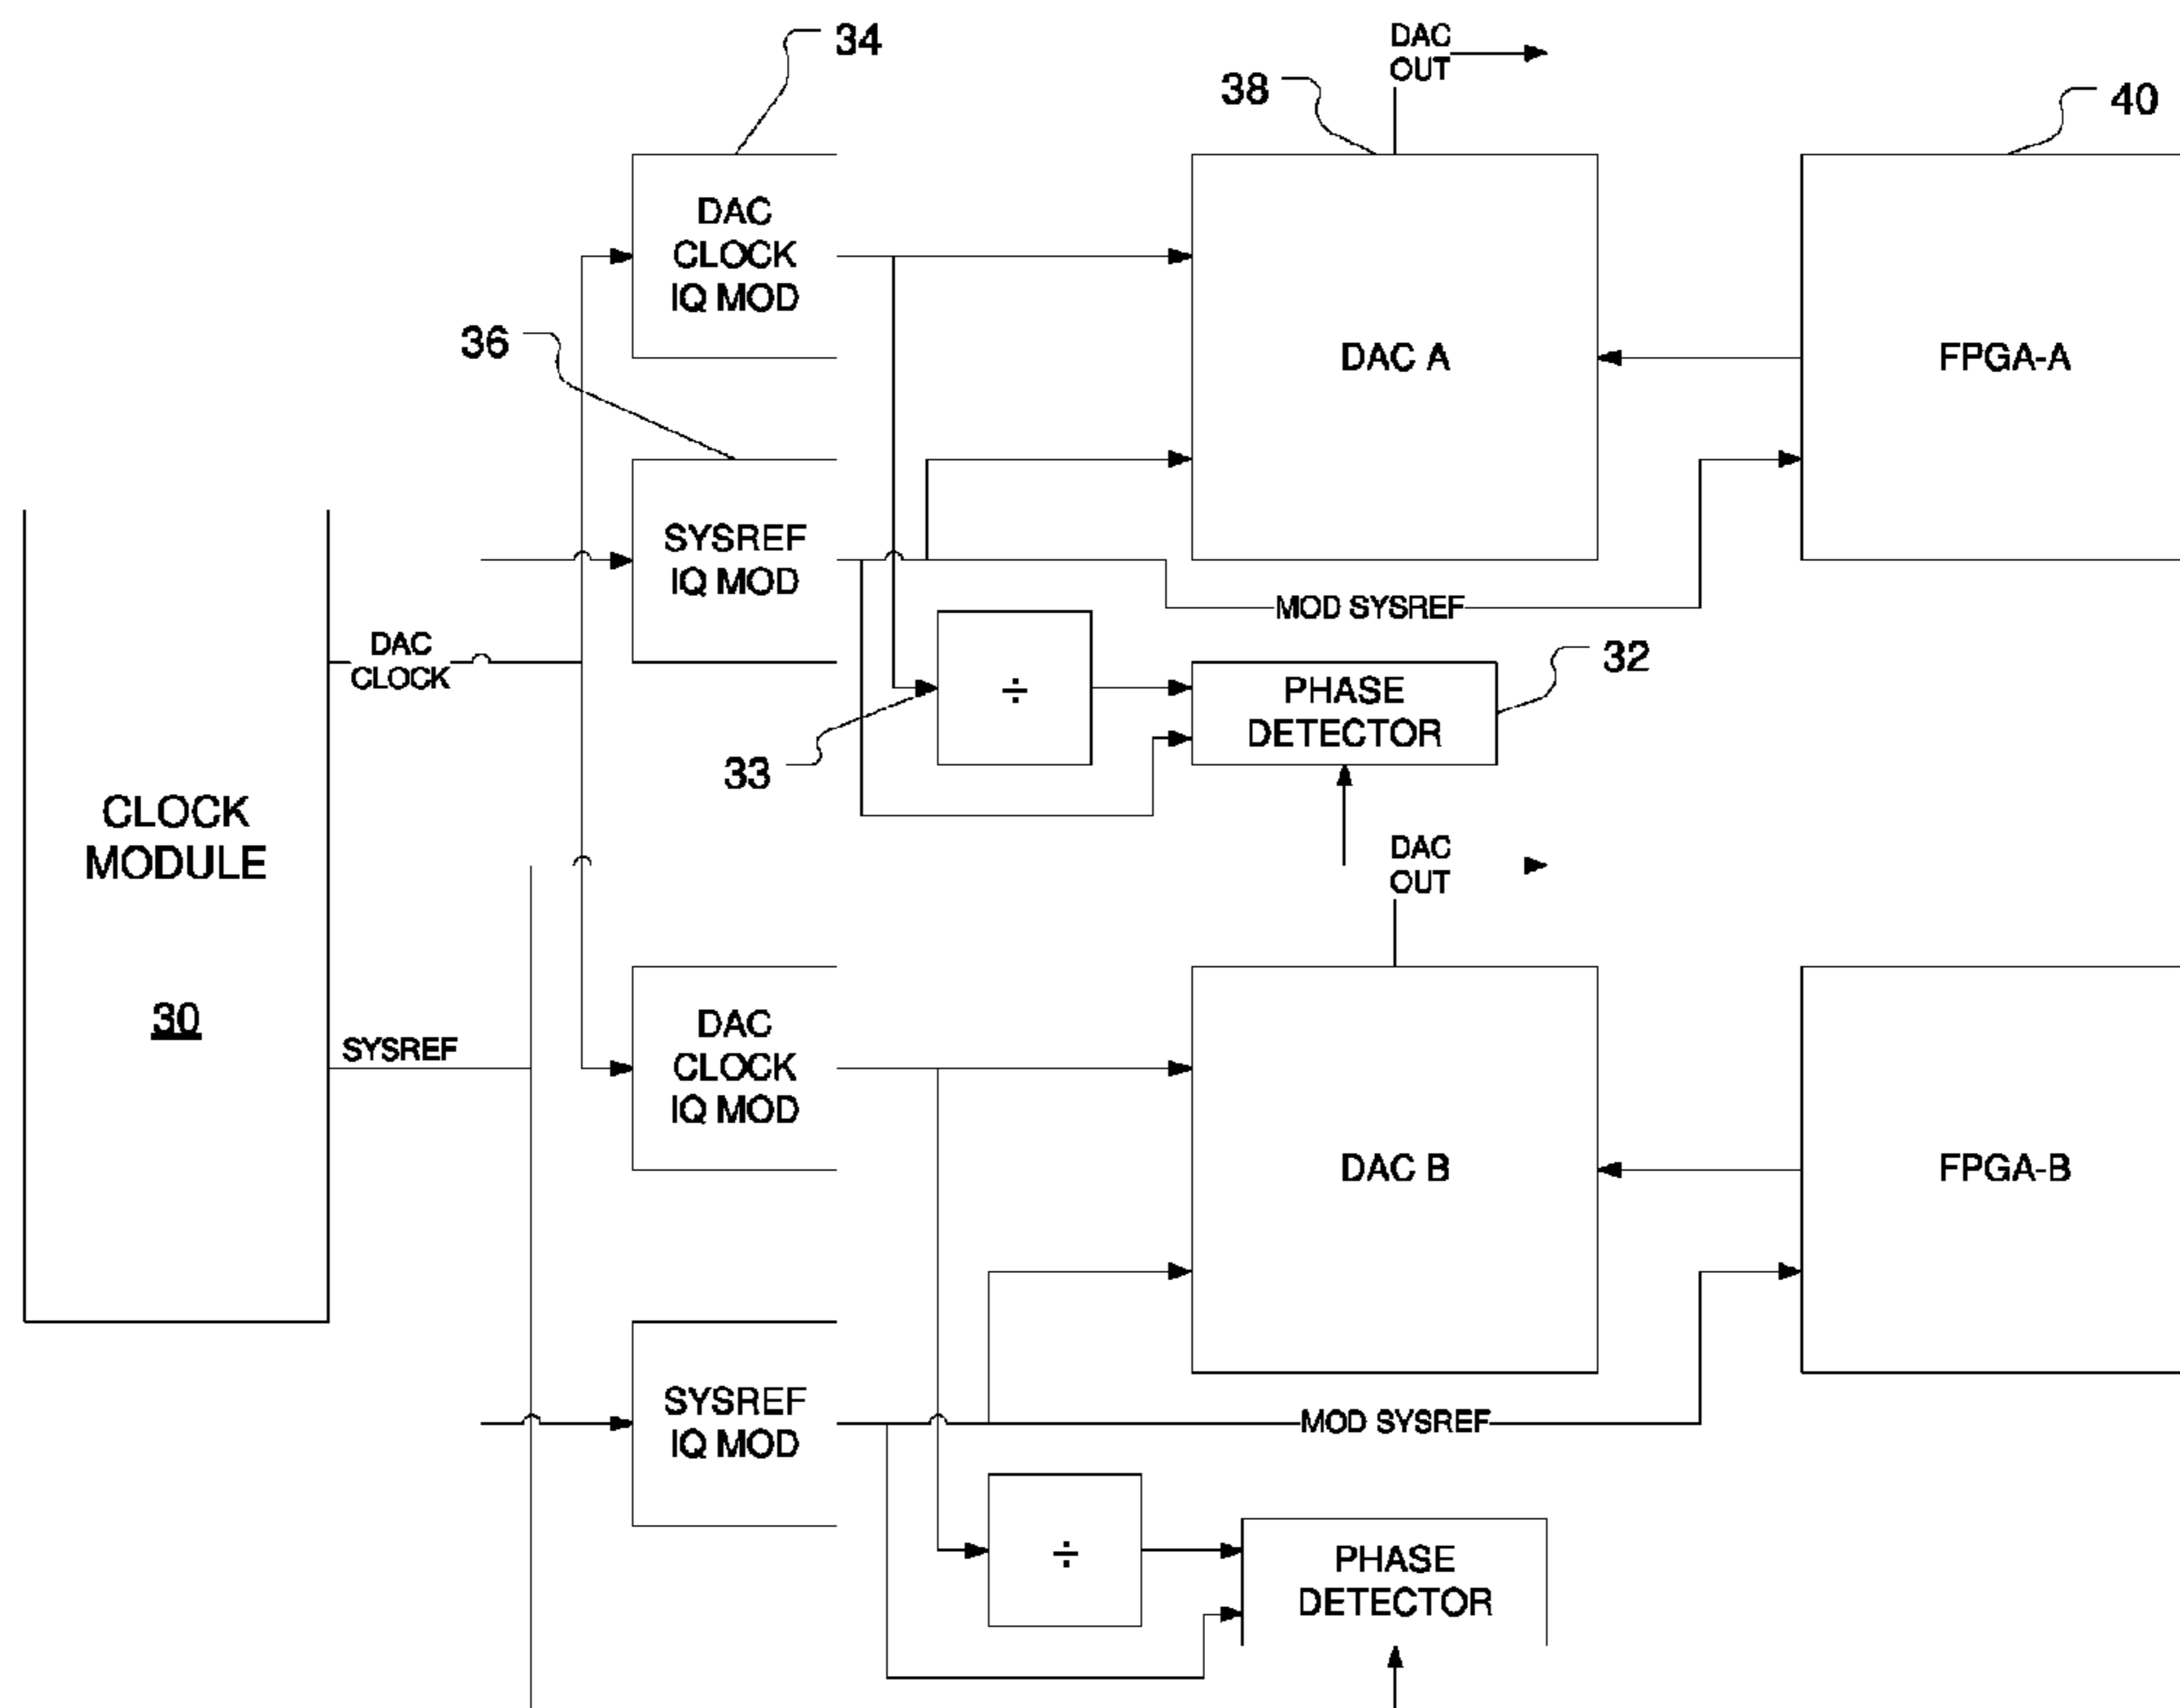 34
DAC
OUT
38
40
DAC
CLOCK
IQ MOD
36
DAC A
FPGA-A
SYSREF
IQ MOD
MOD SYSREF
DAC
CLOCK
÷
PHASE
DETECTOR
32
33
CLOCK
MODULE
30
DAC
OUT
DAC
CLOCK
IQ MOD
SYSREF
DAC B
FPGA-B
SYSREF
IQ MOD
MOD SYSREF
÷
PHASE
DETECTOR